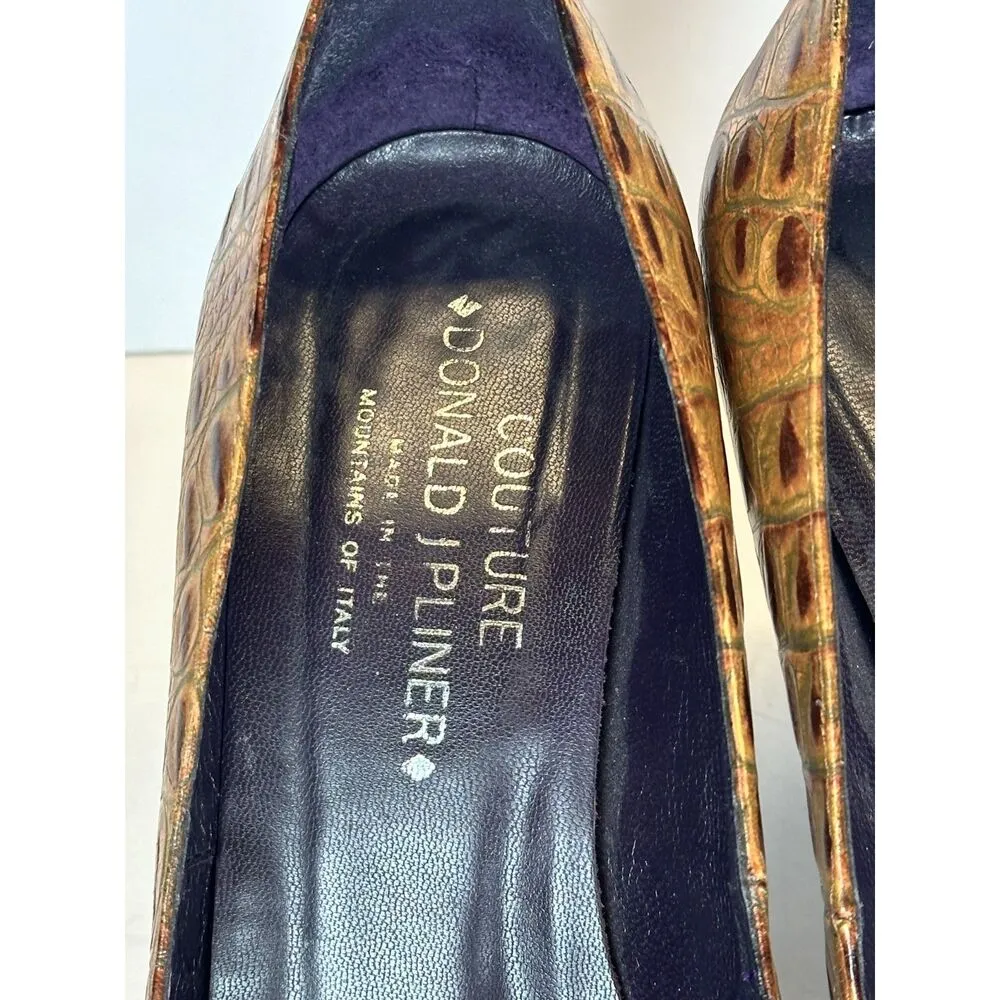 COUTURE
DONALD J PLINER
MADE IN THE
MOUNTAINS OF ITALY